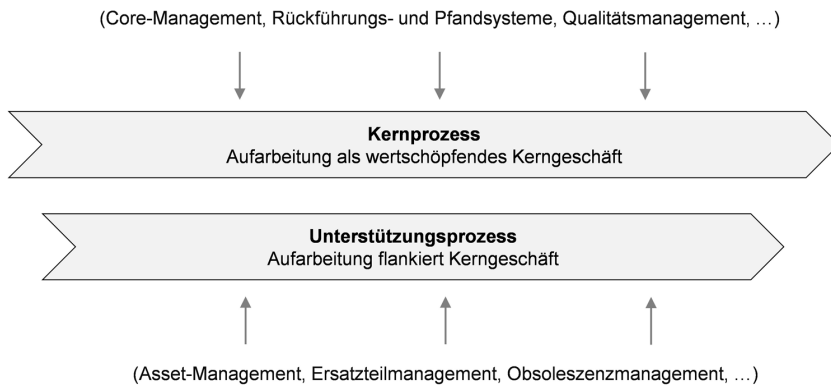 (Core-Management, Rückführungs- und Pfandsysteme, Qualitätsmanagement, …)
Kernprozess
Aufarbeitung als wertschöpfendes Kerngeschäft
Unterstützungsprozess
Aufarbeitung flankiert Kerngeschäft
(Asset-Management, Ersatzteilmanagement, Obsoleszenzmanagement, …)